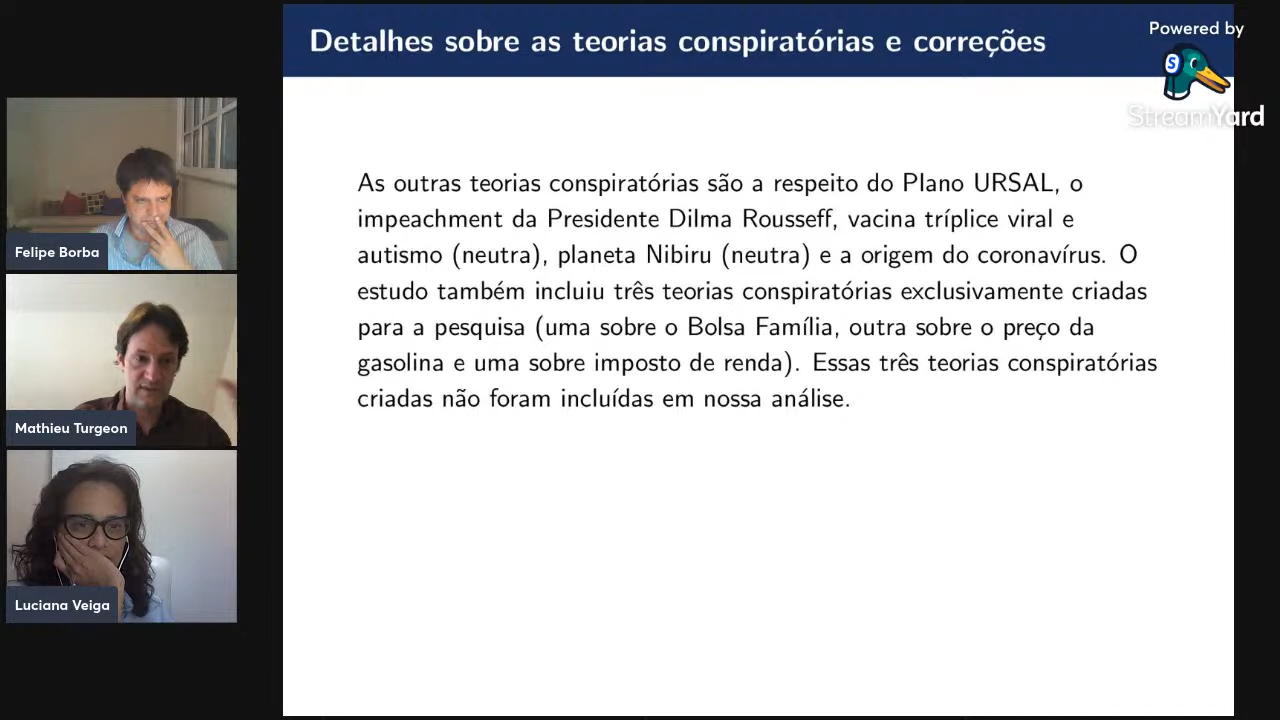 Detalhes sobre as teorias conspiratórias e correções
Powered by
StreamYard
As outras teorias conspiratórias são a respeito do Plano URSAL, o
impeachment da Presidente Dilma Rousseff, vacina tríplice viral e
autismo (neutra), planeta Nibiru (neutra) e a origem do coronavírus. O
estudo também incluiu três teorias conspiratórias exclusivamente criadas
para a pesquisa (uma sobre o Bolsa Família, outra sobre o preço da
gasolina e uma sobre imposto de renda). Essas três teorias conspiratórias
criadas não foram incluídas em nossa análise.
Felipe Borba
Mathieu Turgeon
Luciana Veiga